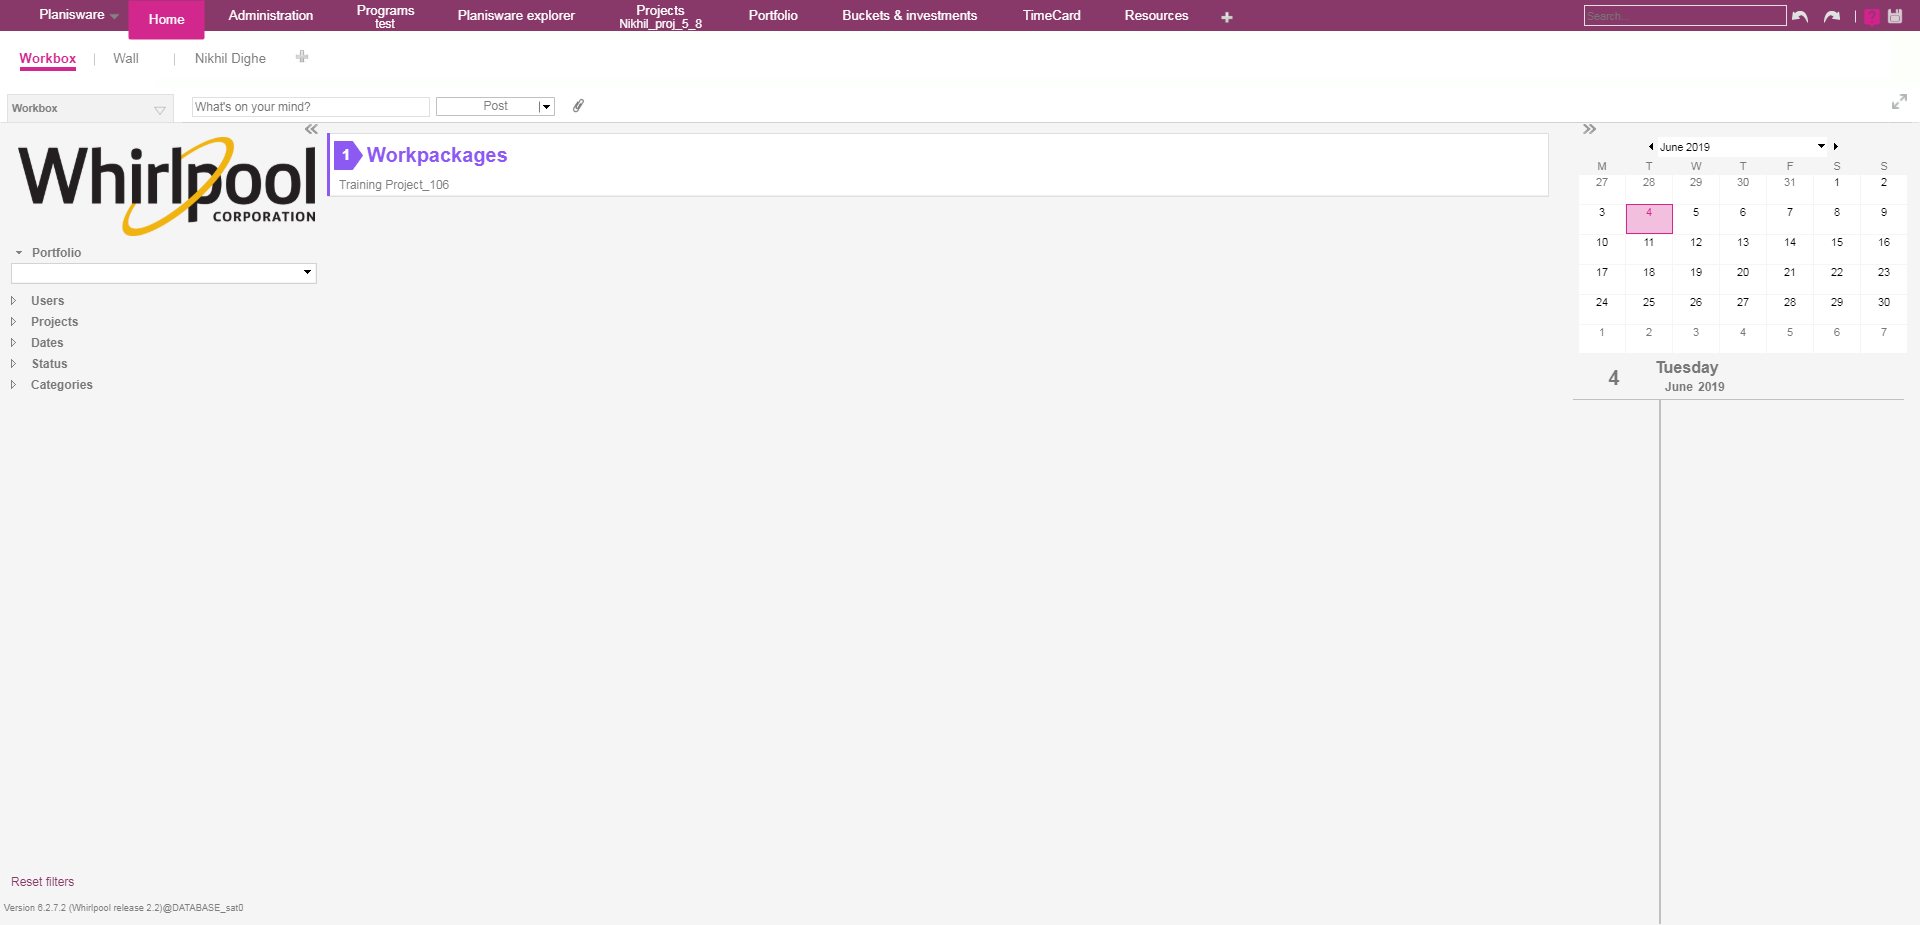 Planisware
Home
Administration
Programs
test
Planisware explorer
Projects
Nikhil_proj_5_8
Portfolio
Buckets & investments
TimeCard
Resources
Search...
?
Workbox
Wall
Nikhil Dighe
Workbox
What's on your mind?
Post
Whirlpool
CORPORATION
Portfolio
Users
Projects
Dates
Status
Categories
Reset filters
Version 6.2.7.2 (Whirlpool release 2.2)@DATABASE_sat0
1 Workpackages
Training Project_106
June 2019
M T W T F S S
27 28 29 30 31 1 2
3 4 5 6 7 8 9
10 11 12 13 14 15 16
17 18 19 20 21 22 23
24 25 26 27 28 29 30
1 2 3 4 5 6 7
4 Tuesday
June 2019